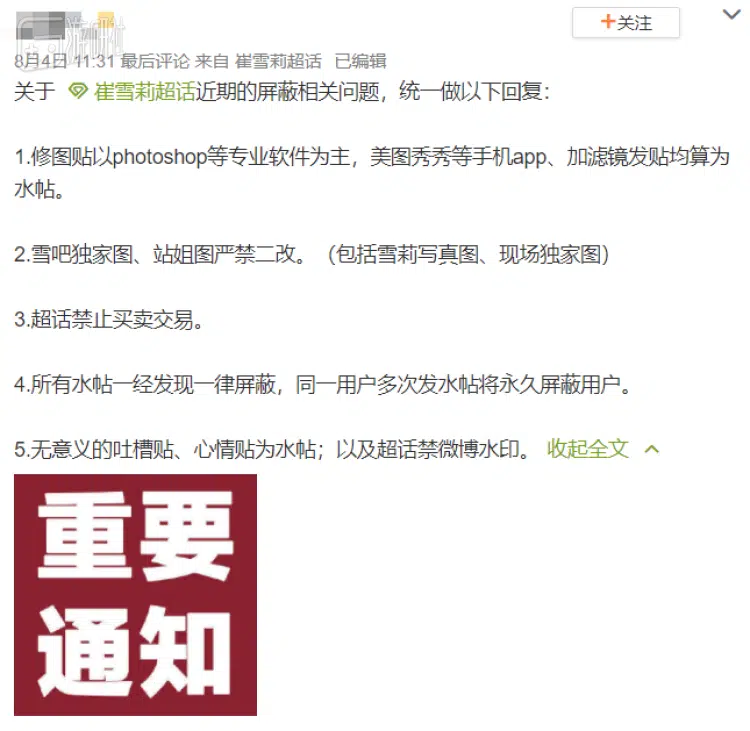 +关注
8月4日 11:31 最后评论 来自 崔雪莉超话 已编辑
关于 崔雪莉超话近期的屏蔽相关问题，统一做以下回复：
1.修图贴以photoshop等专业软件为主，美图秀秀等手机app、加滤镜发贴均算为
水帖。
2.雪吧独家图、站姐图严禁二改。（包括雪莉写真图、现场独家图）
3.超话禁止买卖交易。
4.所有水帖一经发现一律屏蔽，同一用户多次发水帖将永久屏蔽用户。
5.无意义的吐槽贴、心情贴为水帖；以及超话禁微博水印。 收起全文
重要
通知